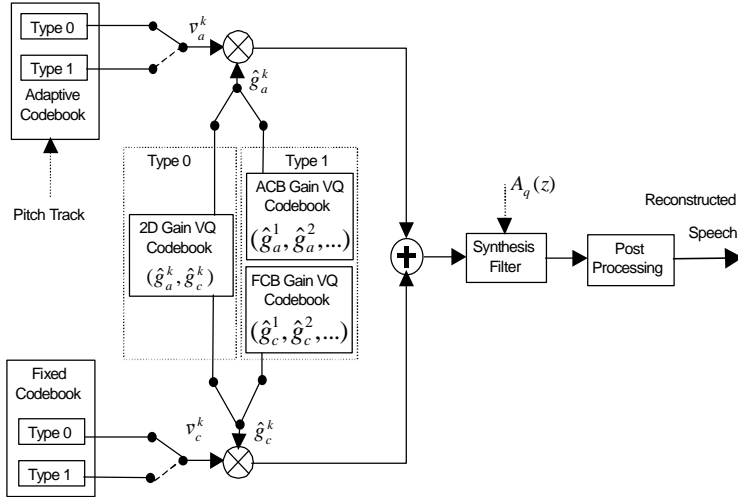 Type 0
Type 1
Adaptive
Codebook
Pitch Track
v̄_a^k
ĝ_a^k
Type 0
Type 1
2D Gain VQ
Codebook
(ĝ_a^k, ĝ_c^k)
ACB Gain VQ
Codebook
(ĝ_a^1, ĝ_a^2,...)
FCB Gain VQ
Codebook
(ĝ_c^1, ĝ_c^2,...)
A_q(z)
Synthesis
Filter
Post
Processing
Reconstructed
Speech
Fixed
Codebook
Type 0
Type 1
v̄_c^k
ĝ_c^k